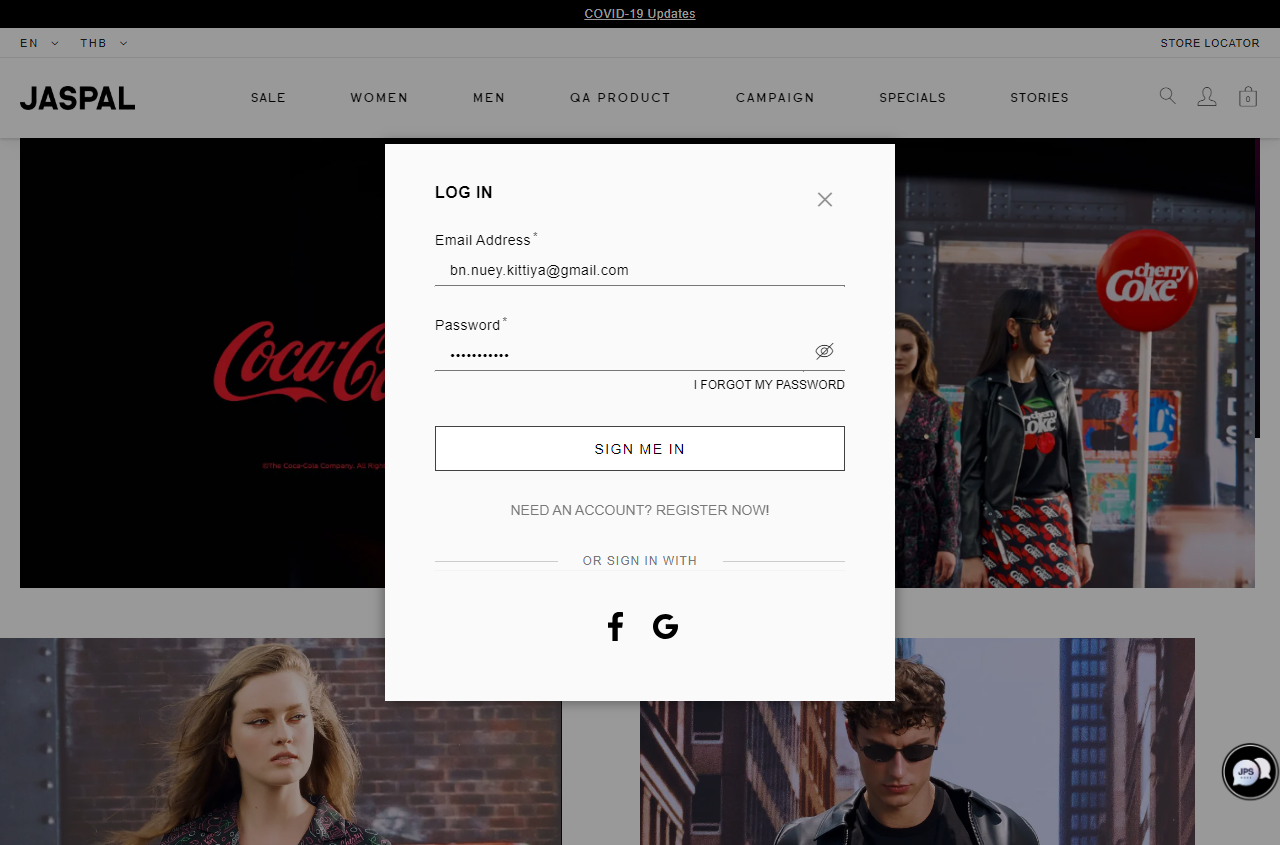 COVID-19 Updates
EN THB STORE LOCATOR
JASPAL SALE WOMEN MEN QA PRODUCT CAMPAIGN SPECIALS STORIES 0
LOG IN
Email Address*
bn.nuey.kittiya@gmail.com
Password*
•••••••••••
I FORGOT MY PASSWORD
SIGN ME IN
NEED AN ACCOUNT? REGISTER NOW!
OR SIGN IN WITH
f G
Coca-C
©The Coca-Cola Company. All Righ
cherry
Coke
cherry
Coke
JPS